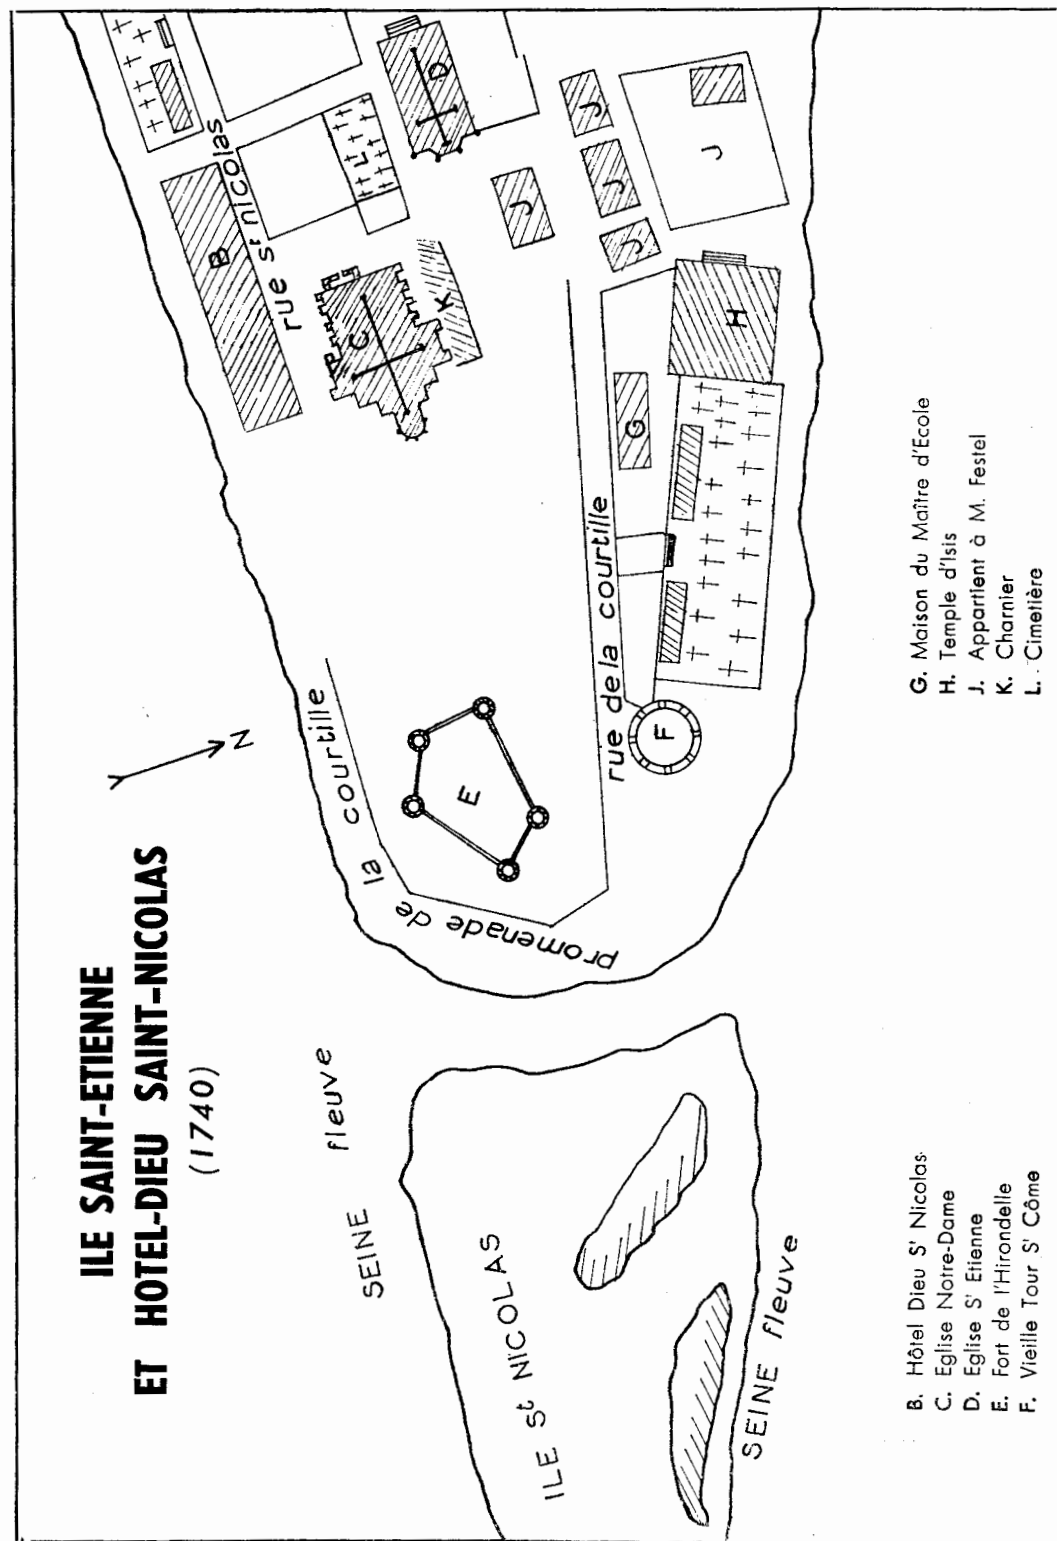 ILE SAINT-ETIENNE
ET HOTEL-DIEU SAINT-NICOLAS
(1740)
N
SEINE fleuve
ILE St NICOLAS
SEINE fleuve
promenade de la courtille
rue de la courtille
rue st nicolas
B
C
D
E
F
G
H
J
J
J
J
J
K
L
B. Hôtel Dieu St Nicolas
C. Eglise Notre-Dame
D. Eglise St Etienne
E. Fort de l'Hirondelle
F. Vieille Tour St Côme
G. Maison du Maître d'Ecole
H. Temple d'Isis
J. Appartient à M. Festel
K. Charnier
L. Cimetière